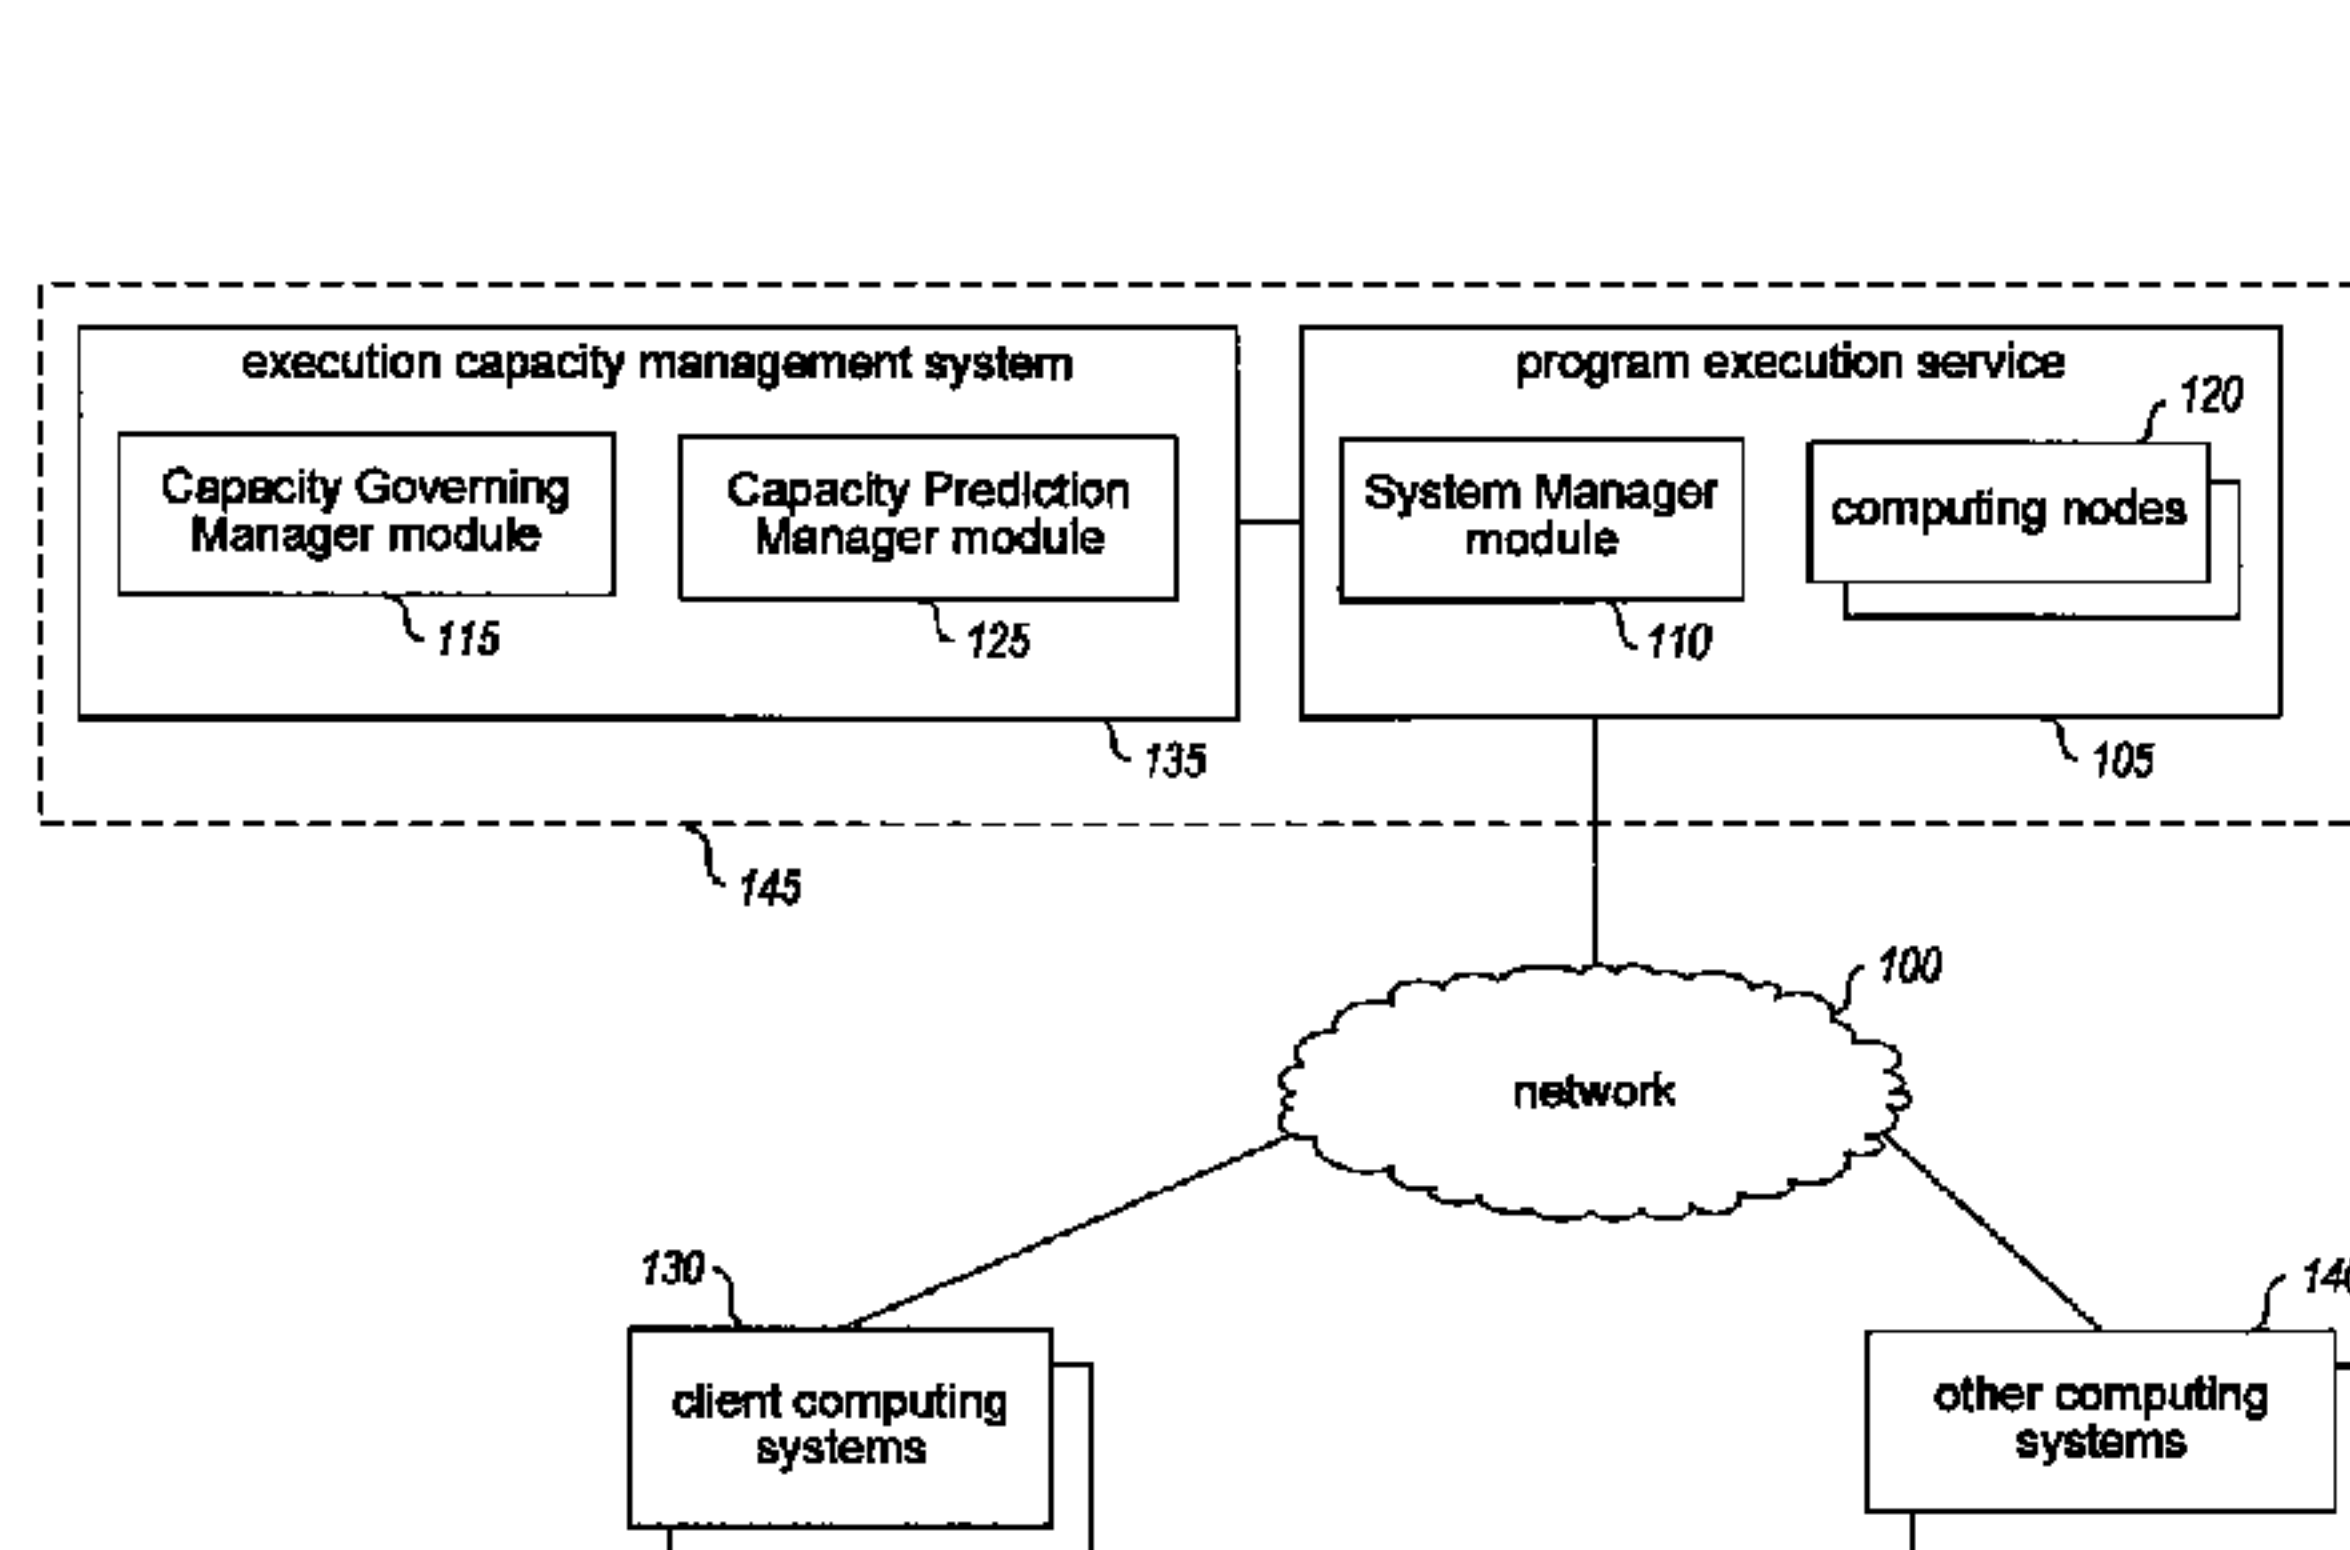 execution capacity management system
program execution service
120
Capacity Governing
Manager module
Capacity Prediction
Manager module
System Manager
module
computing nodes
115
125
110
135
105
145
100
network
130
client computing
systems
other computing
systems